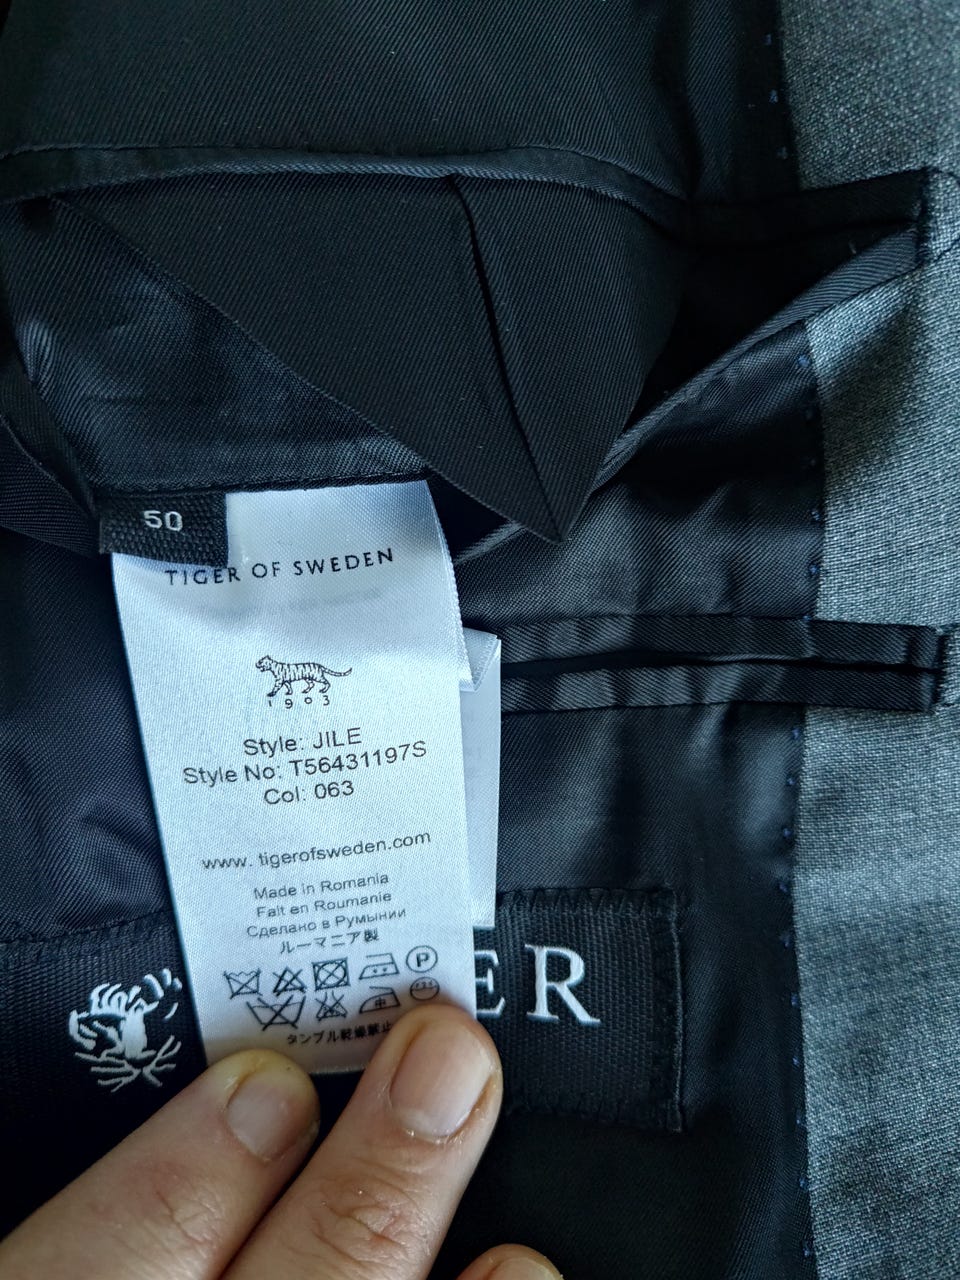 50
TIGER OF SWEDEN
1903
Style: JILE
Style No: T56431197S
Col: 063
www. tigerofsweden.com
Made in Romania
Fait en Roumanie
Сделано в Румынии
ルーマニア製
P
中
タンブル乾燥禁止
ER